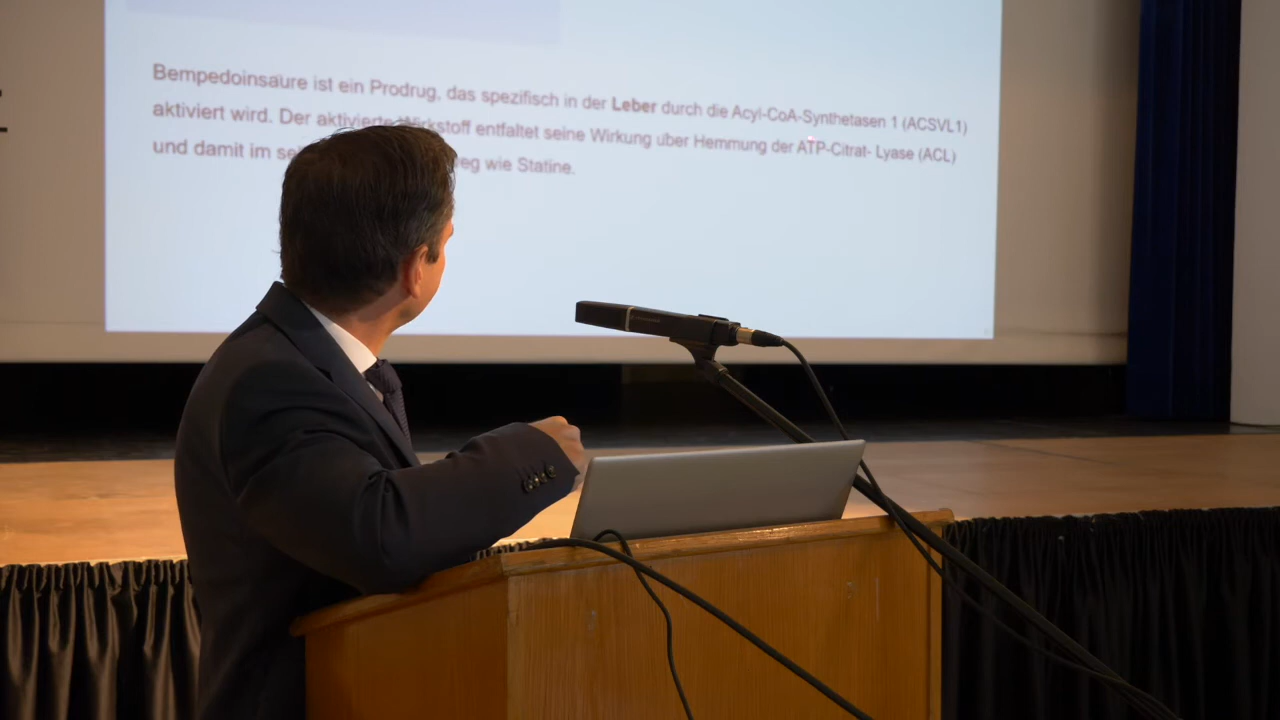 Bempedoinsäure ist ein Prodrug, das spezifisch in der Leber durch die Acyl-CoA-Synthetasen 1 (ACSVL1)
aktiviert wird. Der aktivierte Wirkstoff entfaltet seine Wirkung über Hemmung der ATP-Citrat- Lyase (ACL)
und damit im wie Statine.